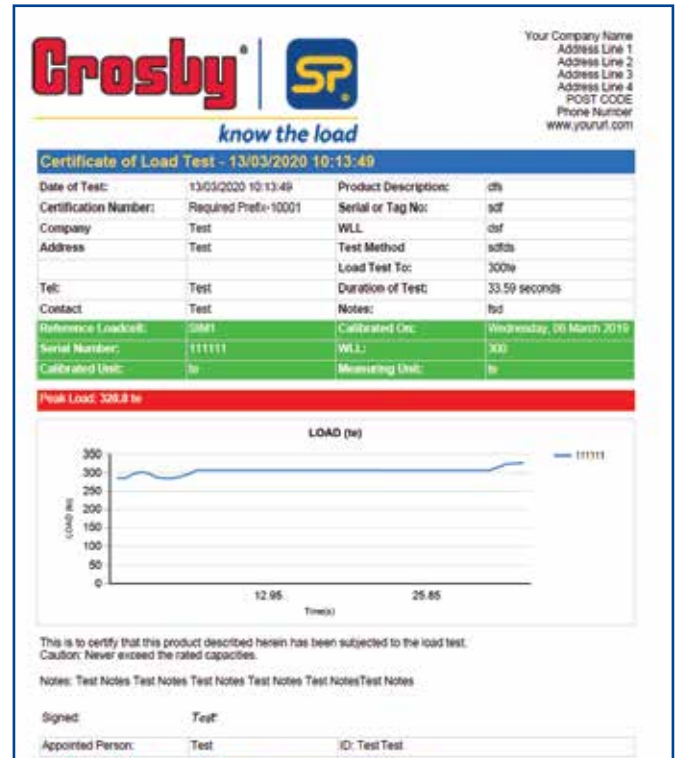 Crosby® SP®
know the load
Your Company Name
Address Line 1
Address Line 2
Address Line 3
Address Line 4
POST CODE
Phone Number
www.yoururl.com
Certificate of Load Test - 13/03/2020 10:13:49
Date of Test: 13/03/2020 10:13:49 Product Description: dfs
Certification Number: Required Prefix-10001 Serial or Tag No: sdf
Company Test WLL dsf
Address Test Test Method sdfds
Load Test To: 300te
Tel: Test Duration of Test: 33.59 seconds
Contact Test Notes: fsd
Reference Loadcell: SIM1 Calibrated On: Wednesday, 06 March 2019
Serial Number: 111111 WLL: 300
Calibrated Unit: te Measuring Unit: te
Peak Load: 328.8 te
LOAD (te)
111111
LOAD (te)
350
300
250
200
150
100
50
0
12.95 25.85
Time(s)
This is to certify that this product described herein has been subjected to the load test.
Caution: Never exceed the rated capacities.
Notes: Test Notes Test Notes Test Notes Test Notes Test NotesTest Notes
Signed: Test
Appointed Person: Test ID: TestTest